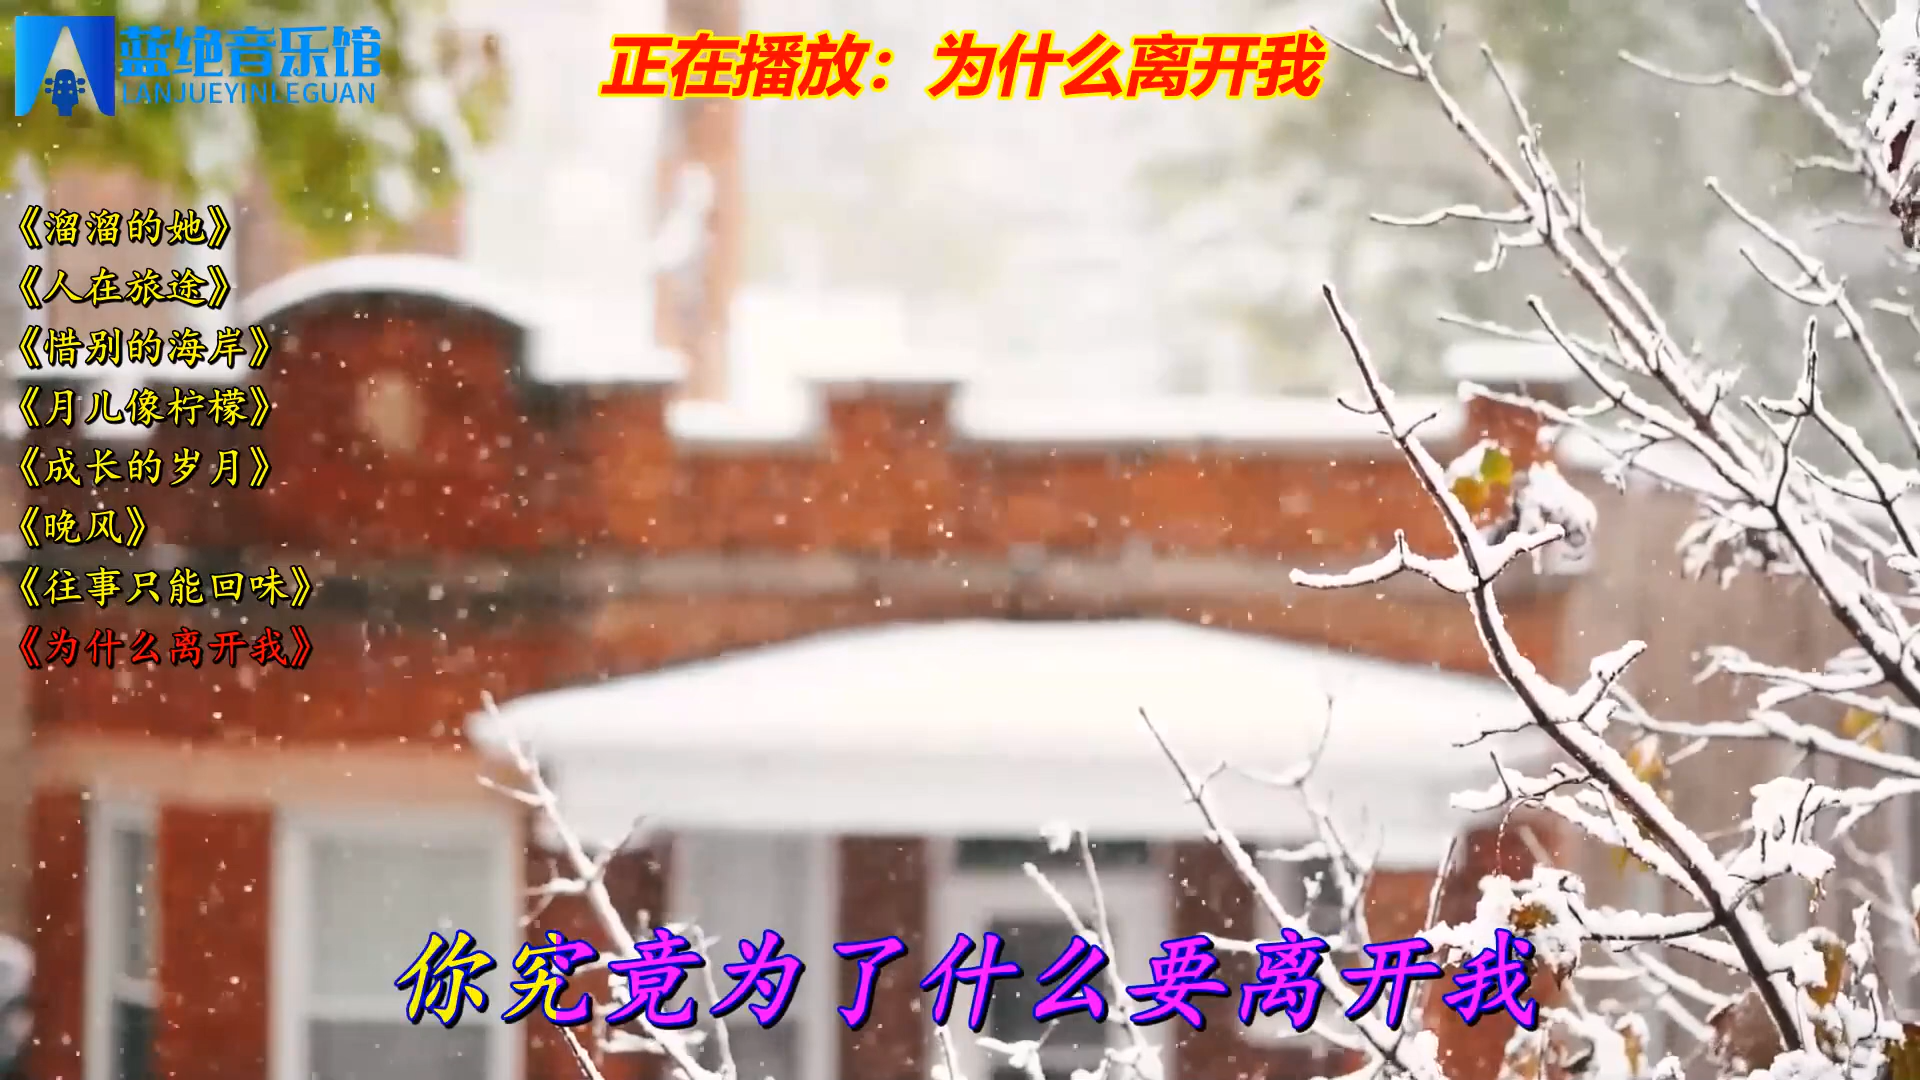 蓝绝音乐馆
LANJUEYINLEGUAN
正在播放：为什么离开我
《溜溜的她》
《人在旅途》
《惜别的海岸》
《月儿像柠檬》
《成长的岁月》
《晚风》
《往事只能回味》
《为什么离开我》
你究竟为了什么要离开我